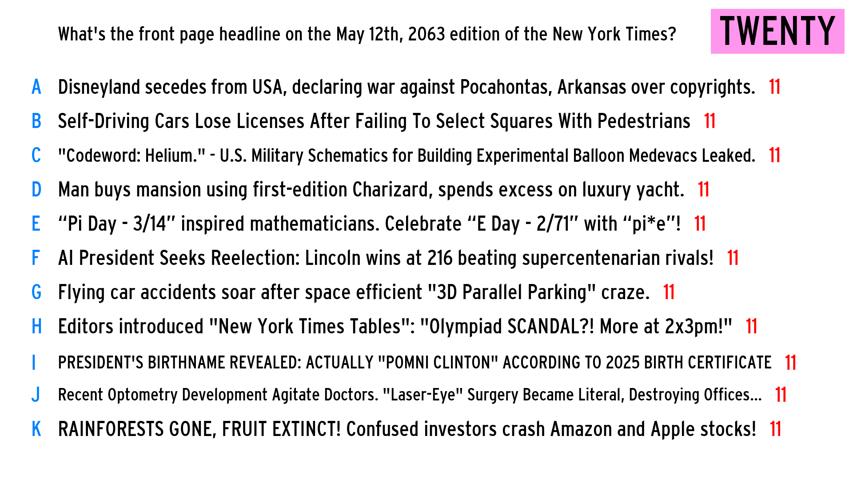 What's the front page headline on the May 12th, 2063 edition of the New York Times?
TWENTY
A Disneyland secedes from USA, declaring war against Pocahontas, Arkansas over copyrights. 11
B Self-Driving Cars Lose Licenses After Failing To Select Squares With Pedestrians 11
C "Codeword: Helium." - U.S. Military Schematics for Building Experimental Balloon Medevacs Leaked. 11
D Man buys mansion using first-edition Charizard, spends excess on luxury yacht. 11
E “Pi Day - 3/14” inspired mathematicians. Celebrate “E Day - 2/71” with “pi*e”! 11
F AI President Seeks Reelection: Lincoln wins at 216 beating supercentenarian rivals! 11
G Flying car accidents soar after space efficient "3D Parallel Parking" craze. 11
H Editors introduced "New York Times Tables": "Olympiad SCANDAL?! More at 2x3pm!" 11
I PRESIDENT'S BIRTHNAME REVEALED: ACTUALLY "POMNI CLINTON" ACCORDING TO 2025 BIRTH CERTIFICATE 11
J Recent Optometry Development Agitate Doctors. "Laser-Eye" Surgery Became Literal, Destroying Offices... 11
K RAINFORESTS GONE, FRUIT EXTINCT! Confused investors crash Amazon and Apple stocks! 11